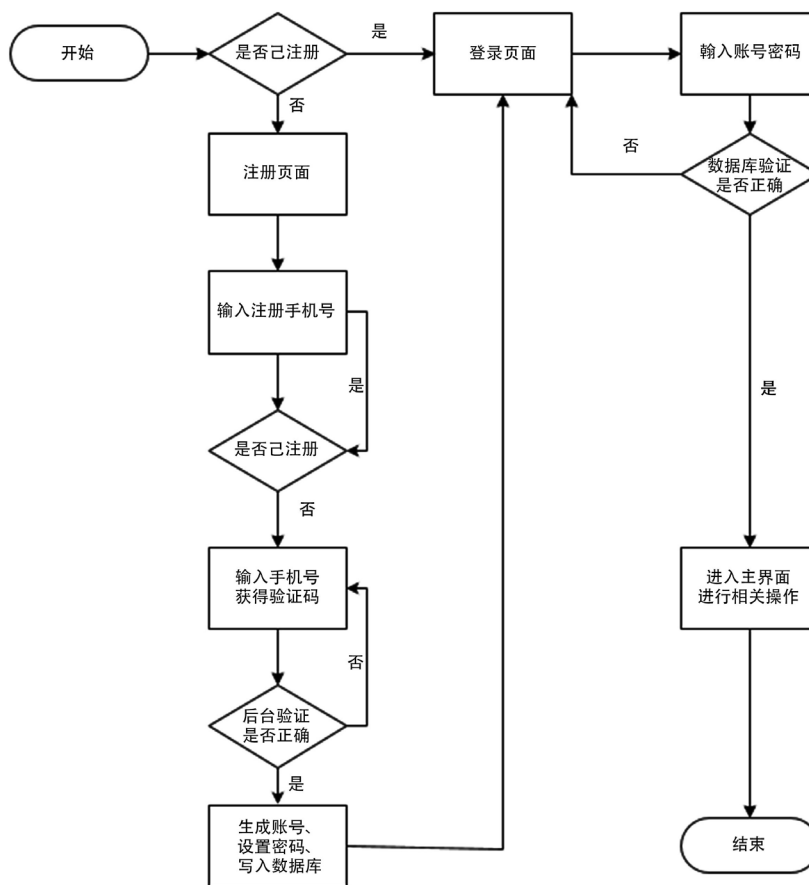 开始
是否己注册
是
登录页面
输入账号密码
否
注册页面
否
数据库验证
是否正确
输入注册手机号
是
是
是否己注册
否
输入手机号
获得验证码
进入主界面
进行相关操作
否
后台验证
是否正确
是
生成账号、
设置密码、
写入数据库
结束